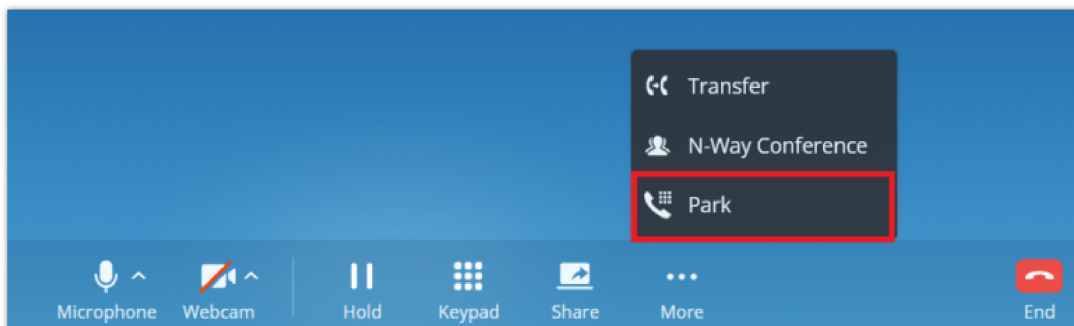 Transfer
N-Way Conference
Park
Microphone Webcam Hold Keypad Share More End